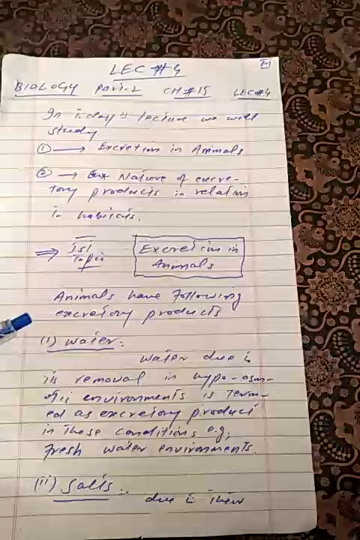 LEC # 4
BIOLOGY Part-2 CH#15 LEC#4
In today's lecture we will
study
① → Excretion in Animals
② → Nature of excre-
tory products in relation
to habitats.
⇒ 1st Topic
Excretion in
Animals
Animals have following
excretory products
(i) Water:
Water due to
its removal in hypo-osm-
otic environments is term-
ed as excretory product
in these conditions e.g;
Fresh water environments.
(ii) Salts:
due to their